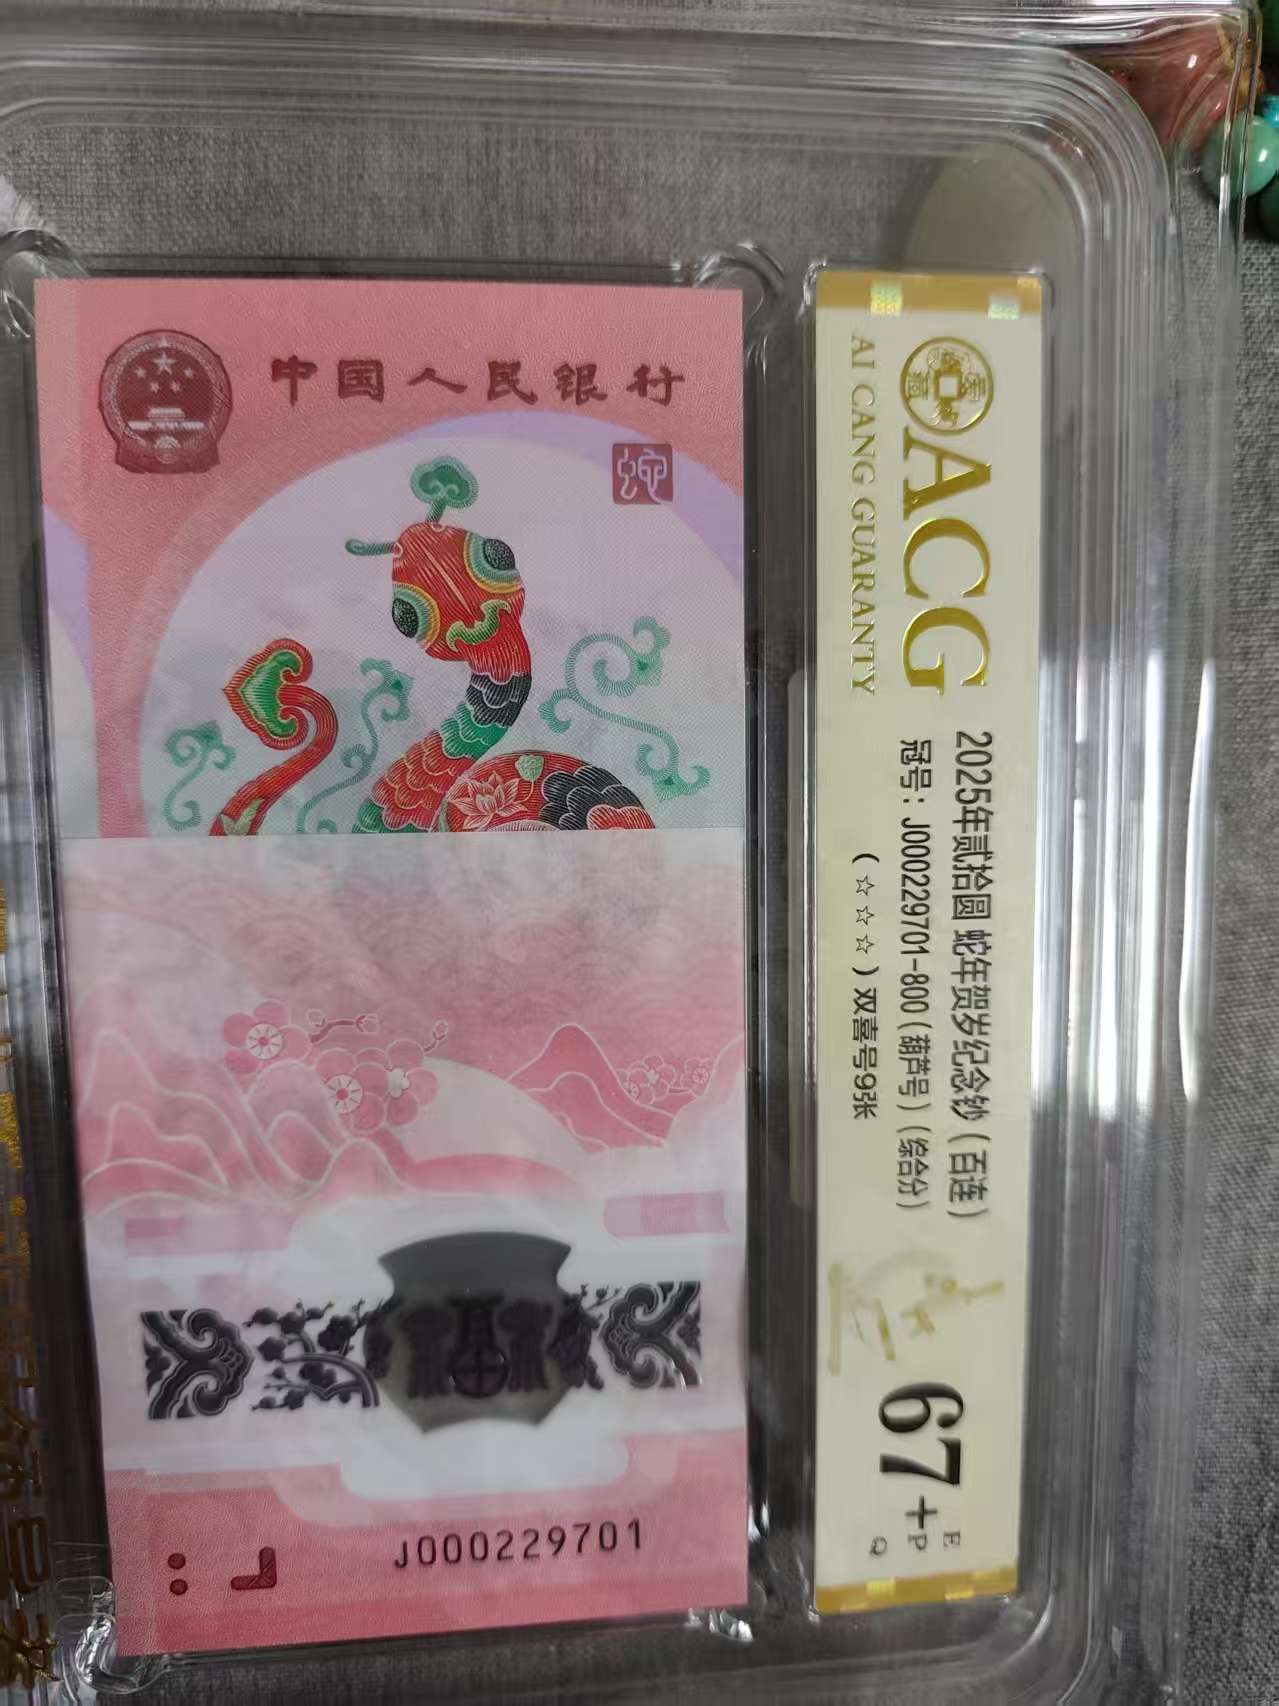 中国人民银行
蛇
J000229701
ACG
AI CANG GUARANTY
2025年贰拾圆 蛇年贺岁纪念钞（百连）
冠号：J000229701-800（葫芦号）（综合分）
（☆☆☆）双喜号9张
67+
E
P
Q